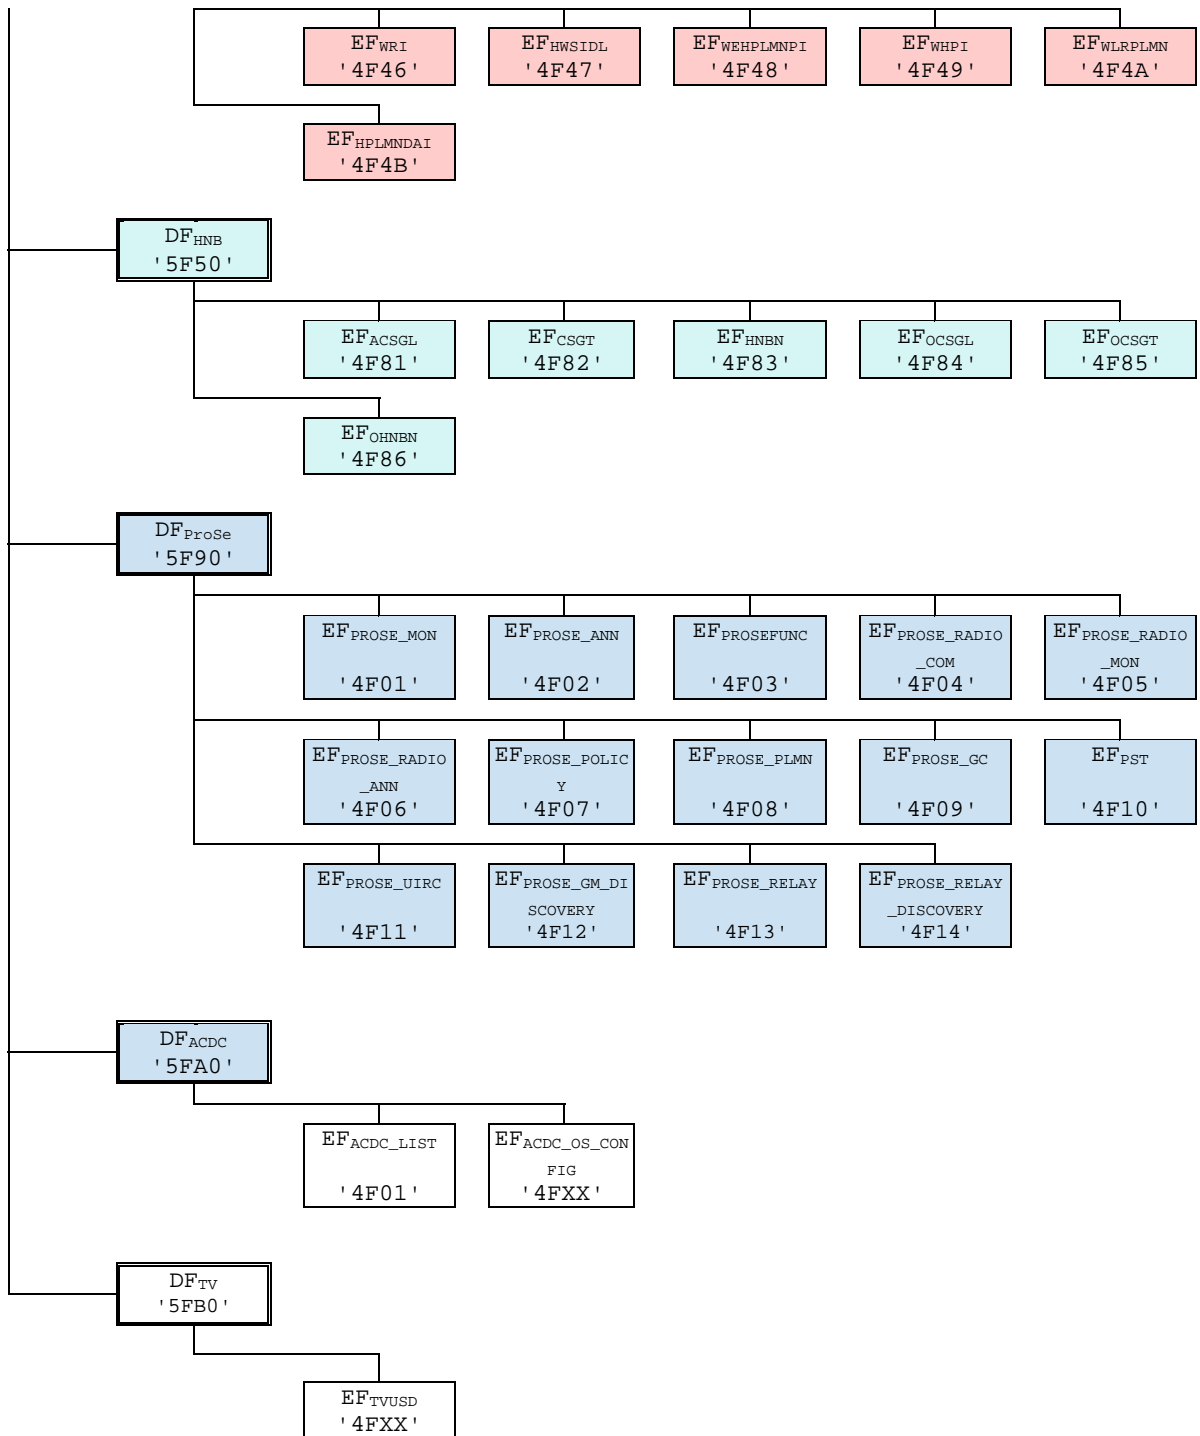 EFWRI
'4F46'
EFHWSIDL
'4F47'
EFWEHPLMNPI
'4F48'
EFWHPI
'4F49'
EFWLRPLMN
'4F4A'
EFHPLMNDAI
'4F4B'
DFHNB
'5F50'
EFACSGL
'4F81'
EFCSGT
'4F82'
EFHNBN
'4F83'
EFOCSGL
'4F84'
EFOCSGT
'4F85'
EFOHNBN
'4F86'
DFProSe
'5F90'
EFPROSE_MON
'4F01'
EFPROSE_ANN
'4F02'
EFPROSEFUNC
'4F03'
EFPROSE_RADIO
_COM
'4F04'
EFPROSE_RADIO
_MON
'4F05'
EFPROSE_RADIO
_ANN
'4F06'
EFPROSE_POLIC
Y
'4F07'
EFPROSE_PLMN
'4F08'
EFPROSE_GC
'4F09'
EFPST
'4F10'
EFPROSE_UIRC
'4F11'
EFPROSE_GM_DI
SCOVERY
'4F12'
EFPROSE_RELAY
'4F13'
EFPROSE_RELAY
_DISCOVERY
'4F14'
DFACDC
'5FA0'
EFACDC_LIST
'4F01'
EFACDC_OS_CON
FIG
'4FXX'
DFTV
'5FB0'
EFTVUSD
'4FXX'